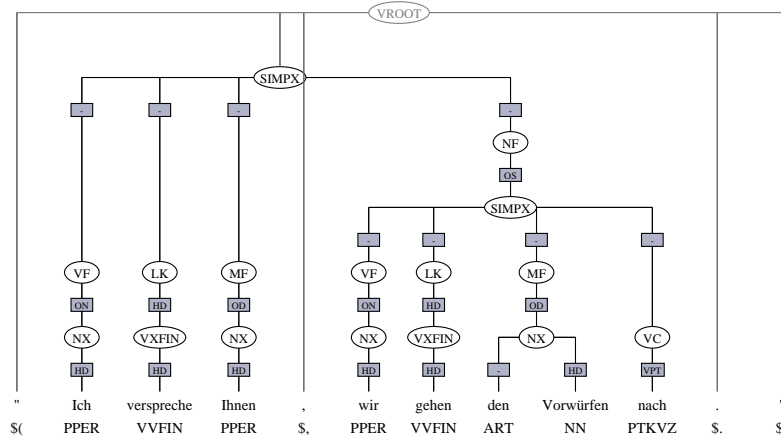 VROOT
SIMPX
- - - -
NF
OS
SIMPX
- - - -
VF LK MF VF LK MF
ON HD OD ON HD OD
NX VXFIN NX NX VXFIN NX VC
HD HD HD HD HD - HD VPT
" Ich verspreche Ihnen , wir gehen den Vorwürfen nach .
$( PPER VVFIN PPER $, PPER VVFIN ART NN PTKVZ $.